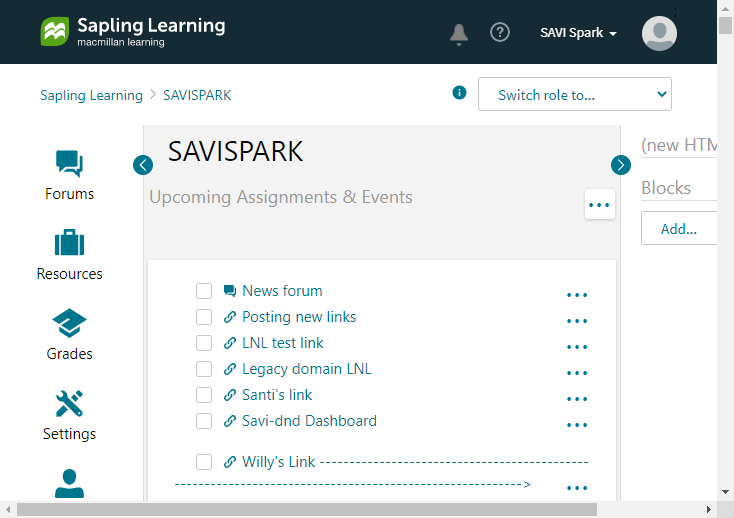 Sapling Learning
macmillan learning
SAVI Spark
Sapling Learning > SAVISPARK
Switch role to...
SAVISPARK
(new HTM
Forums
Upcoming Assignments & Events
Blocks
Add...
Resources
News forum
Posting new links
LNL test link
Grades
Legacy domain LNL
Santi's link
Savi-dnd Dashboard
Settings
Willy's Link --------------------------------------------
---------------------------------------------------------->